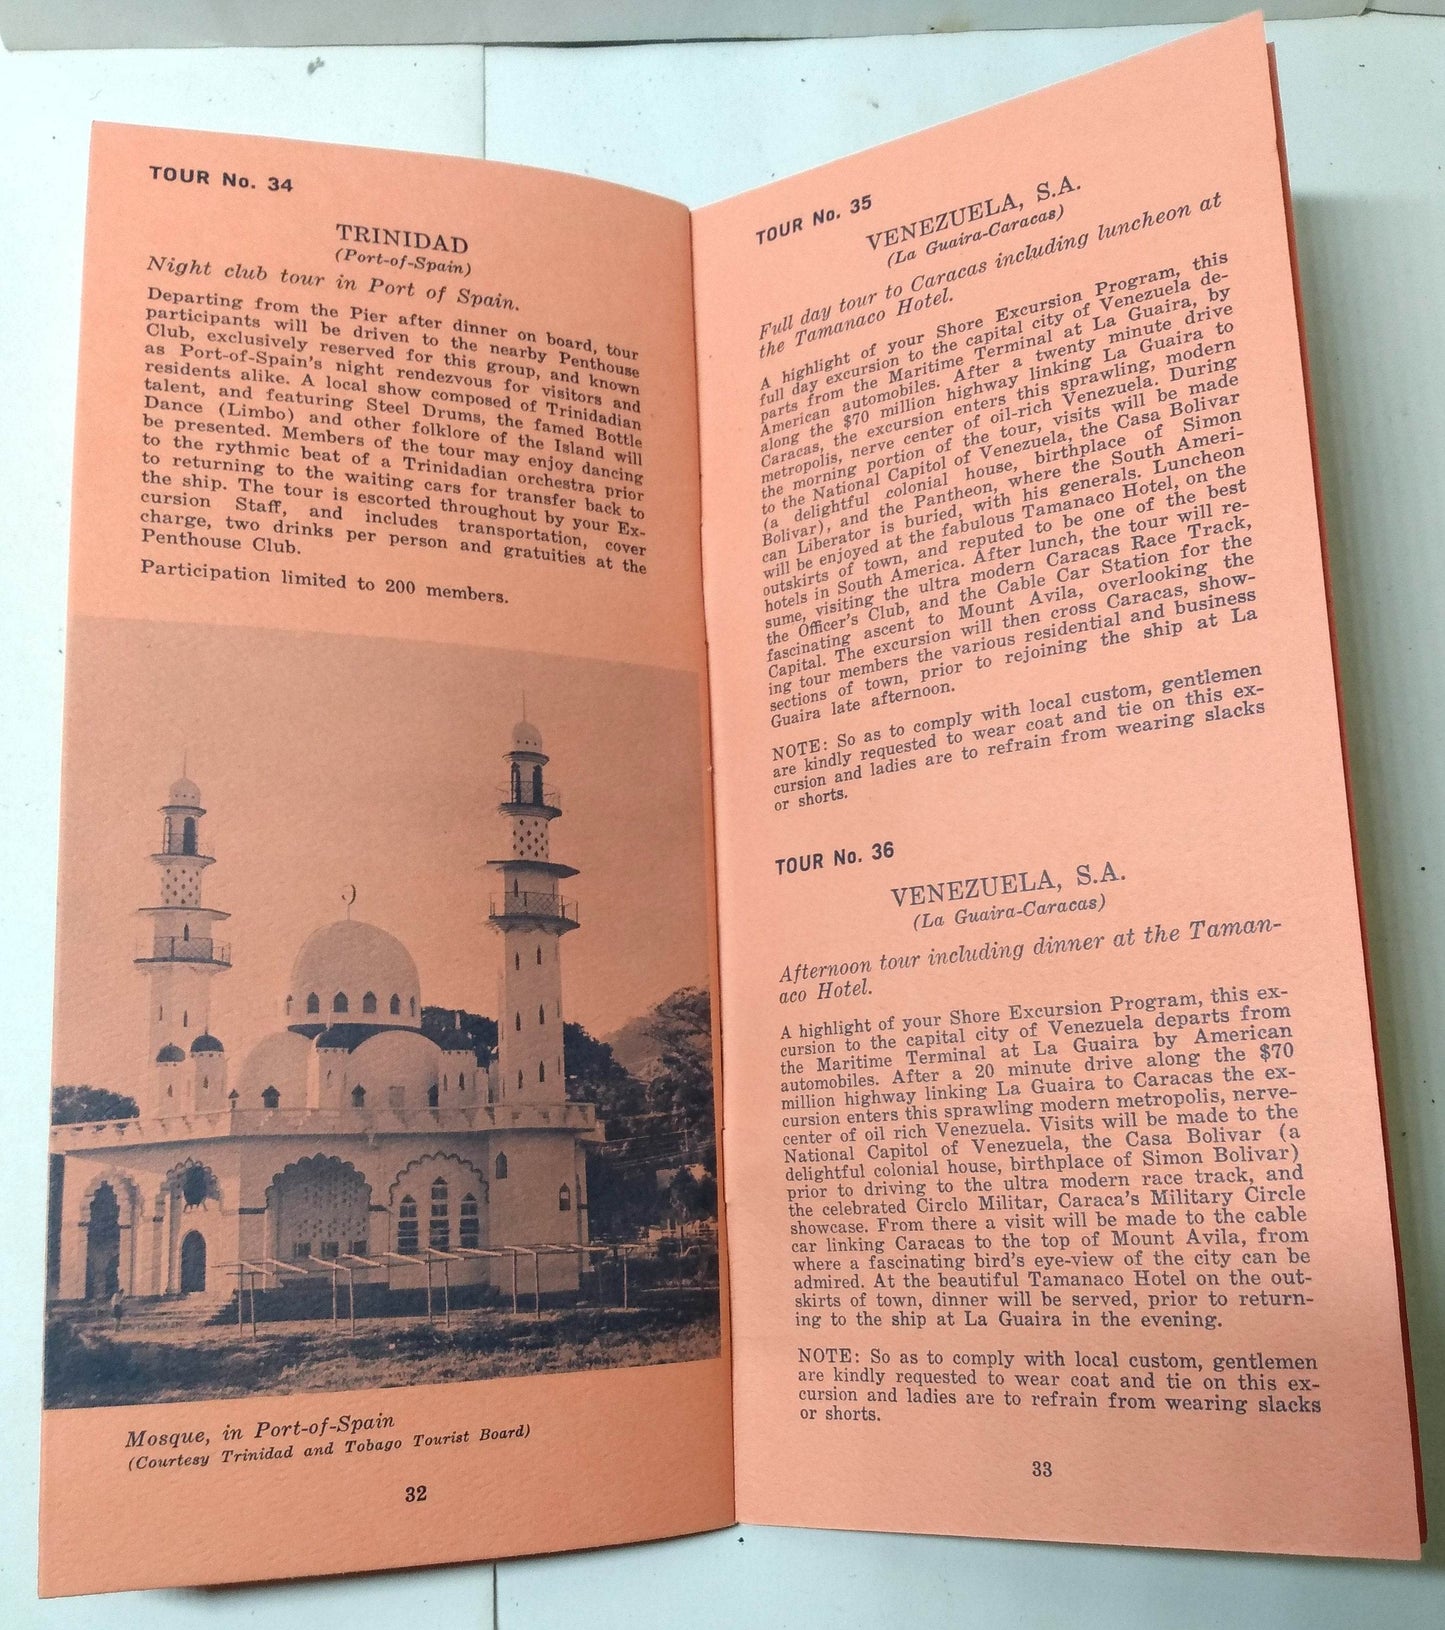 TOUR No. 34
TRINIDAD
(Port-of-Spain)
Night club tour in Port of Spain.
Departing from the Pier after dinner on board, tour
participants will be driven to the nearby Penthouse
Club, exclusively reserved for this group, and known
as Port-of-Spain's night rendezvous for visitors and
residents alike. A local show composed of Trinidadian
talent, and featuring Steel Drums, the famed Bottle
Dance (Limbo) and other folklore of the Island will
be presented. Members of the tour may enjoy dancing
to the rythmic beat of a Trinidadian orchestra prior
to returning to the waiting cars for transfer back to
the ship. The tour is escorted throughout by your Ex-
cursion Staff, and includes transportation, cover
charge, two drinks per person and gratuities at the
Penthouse Club.
Participation limited to 200 members.
Mosque, in Port-of-Spain
(Courtesy Trinidad and Tobago Tourist Board)
32
TOUR No. 35
VENEZUELA, S.A.
(La Guaira-Caracas)
Full day tour to Caracas including luncheon at
the Tamanaco Hotel.
A highlight of your Shore Excursion Program, this
full day excursion to the capital city of Venezuela de-
parts from the Maritime Terminal at La Guaira, by
American automobiles. After a twenty minute drive
along the $70 million highway linking La Guaira to
Caracas, the excursion enters this sprawling, modern
metropolis, nerve center of oil-rich Venezuela. During
the morning portion of the tour, visits will be made
to the National Capitol of Venezuela, the Casa Bolivar
(a delightful colonial house, birthplace of Simon
Bolivar), and the Pantheon, where the South Ameri-
can Liberator is buried, with his generals. Luncheon
will be enjoyed at the fabulous Tamanaco Hotel, on the
outskirts of town, and reputed to be one of the best
hotels in South America. After lunch, the tour will re-
sume, visiting the ultra modern Caracas Race Track,
the Officer's Club, and the Cable Car Station for the
fascinating ascent to Mount Avila, overlooking the
Capital. The excursion will then cross Caracas, show-
ing tour members the various residential and business
sections of town, prior to rejoining the ship at La
Guaira late afternoon.
NOTE: So as to comply with local custom, gentlemen
are kindly requested to wear coat and tie on this ex-
cursion and ladies are to refrain from wearing slacks
or shorts.
TOUR No. 36
VENEZUELA, S.A.
(La Guaira-Caracas)
Afternoon tour including dinner at the Taman-
aco Hotel.
A highlight of your Shore Excursion Program, this ex-
cursion to the capital city of Venezuela departs from
the Maritime Terminal at La Guaira by American
automobiles. After a 20 minute drive along the $70
million highway linking La Guaira to Caracas the ex-
cursion enters this sprawling modern metropolis, nerve-
center of oil rich Venezuela. Visits will be made to the
National Capitol of Venezuela, the Casa Bolivar (a
delightful colonial house, birthplace of Simon Bolivar)
prior to driving to the ultra modern race track, and
the celebrated Circlo Militar, Caraca's Military Circle
showcase. From there a visit will be made to the cable
car linking Caracas to the top of Mount Avila, from
where a fascinating bird's eye-view of the city can be
admired. At the beautiful Tamanaco Hotel on the out-
skirts of town, dinner will be served, prior to return-
ing to the ship at La Guaira in the evening.
NOTE: So as to comply with local custom, gentlemen
are kindly requested to wear coat and tie on this ex-
cursion and ladies are to refrain from wearing slacks
or shorts.
33